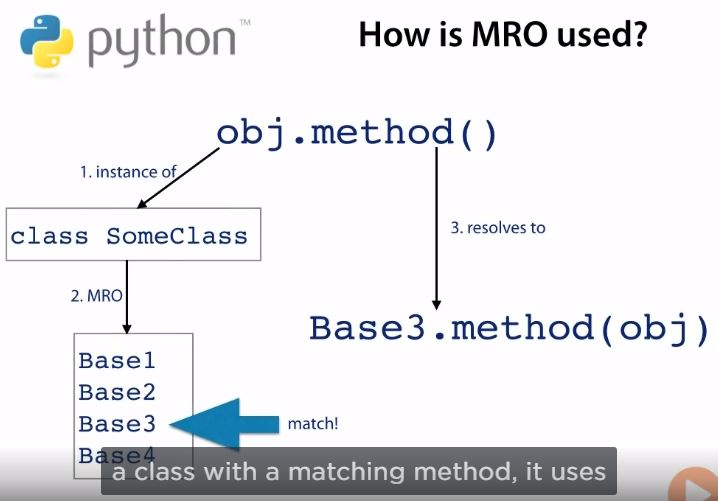 python™
How is MRO used?
obj.method()
1. instance of
class SomeClass
3. resolves to
2. MRO
Base3.method(obj)
Base1
Base2
Base3
match!
Base4
a class with a matching method, it uses